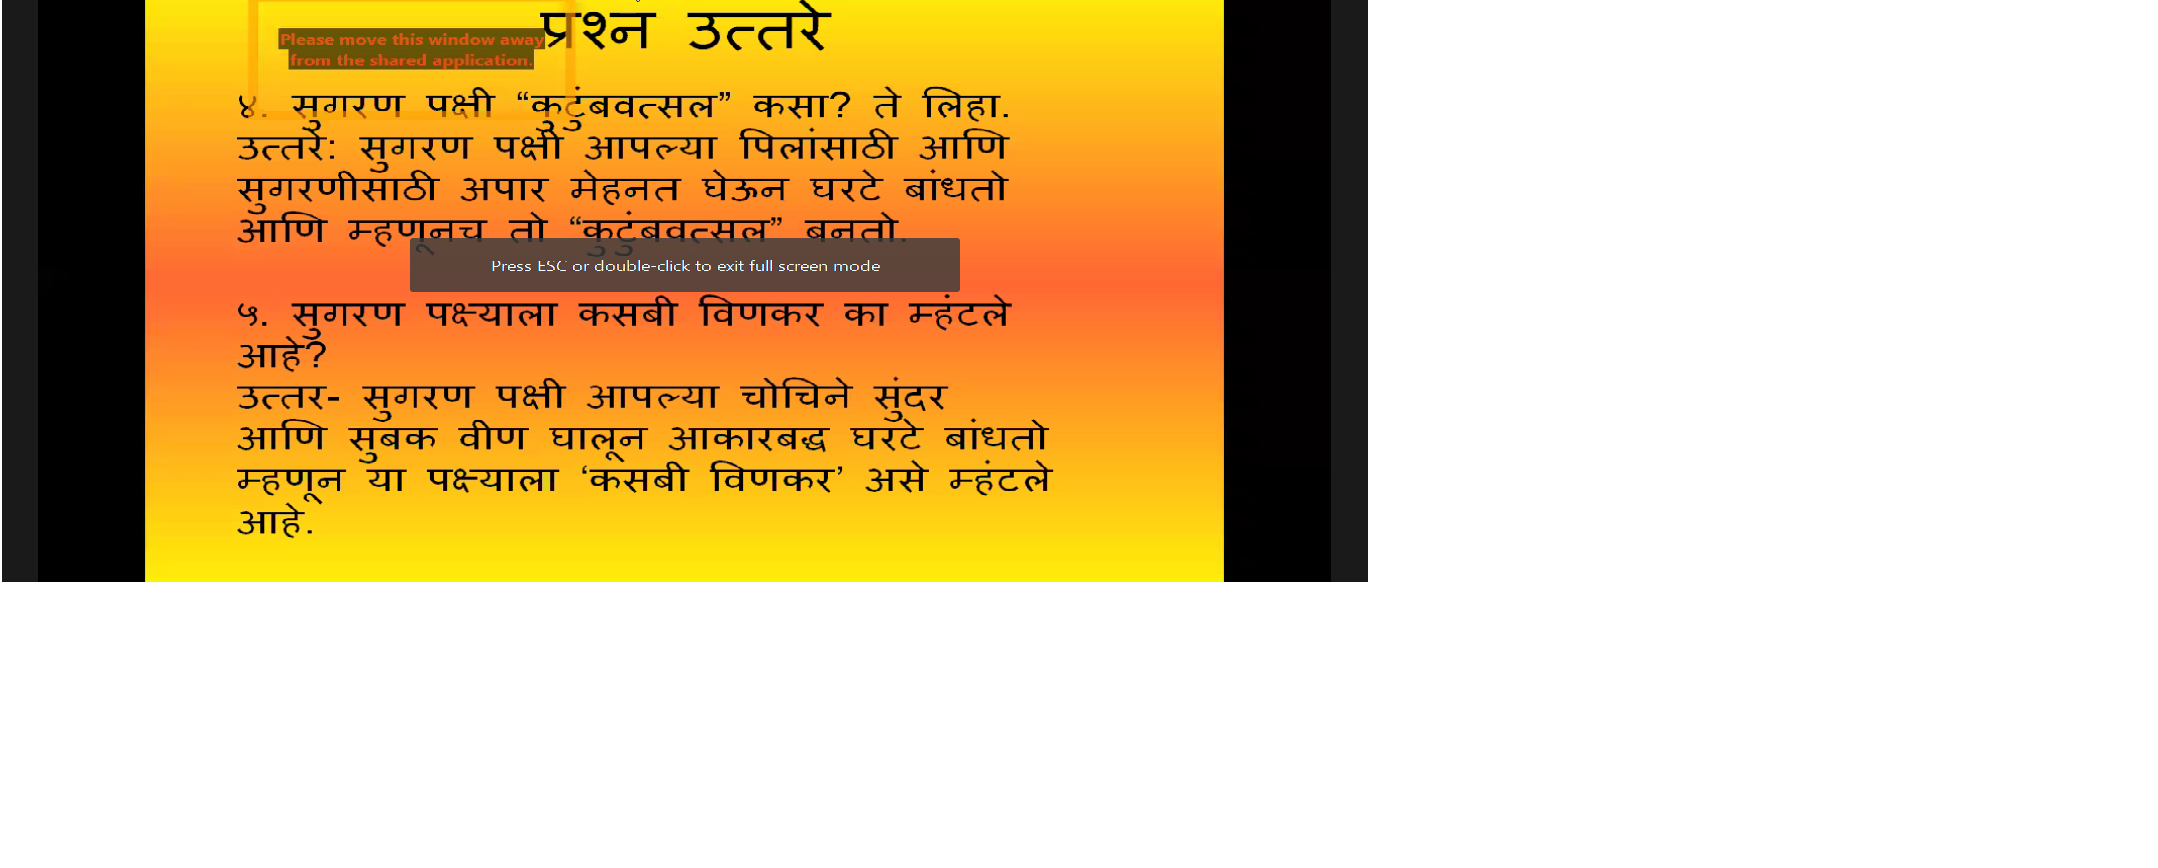 प्रश्न उत्तरे
Please move this window away
from the shared application.
४. सुगरण पक्षी “कुटुंबवत्सल” कसा? ते लिहा.
उत्तरे: सुगरण पक्षी आपल्या पिलांसाठी आणि
सुगरणीसाठी अपार मेहनत घेऊन घरटे बांधतो
आणि म्हणूनच तो “कुटुंबवत्सल” बनतो.
Press ESC or double-click to exit full screen mode
५. सुगरण पक्ष्याला कसबी विणकर का म्हंटले
आहे?
उत्तर- सुगरण पक्षी आपल्या चोचिने सुंदर
आणि सुबक वीण घालून आकारबद्ध घरटे बांधतो
म्हणून या पक्ष्याला ‘कसबी विणकर’ असे म्हंटले
आहे.